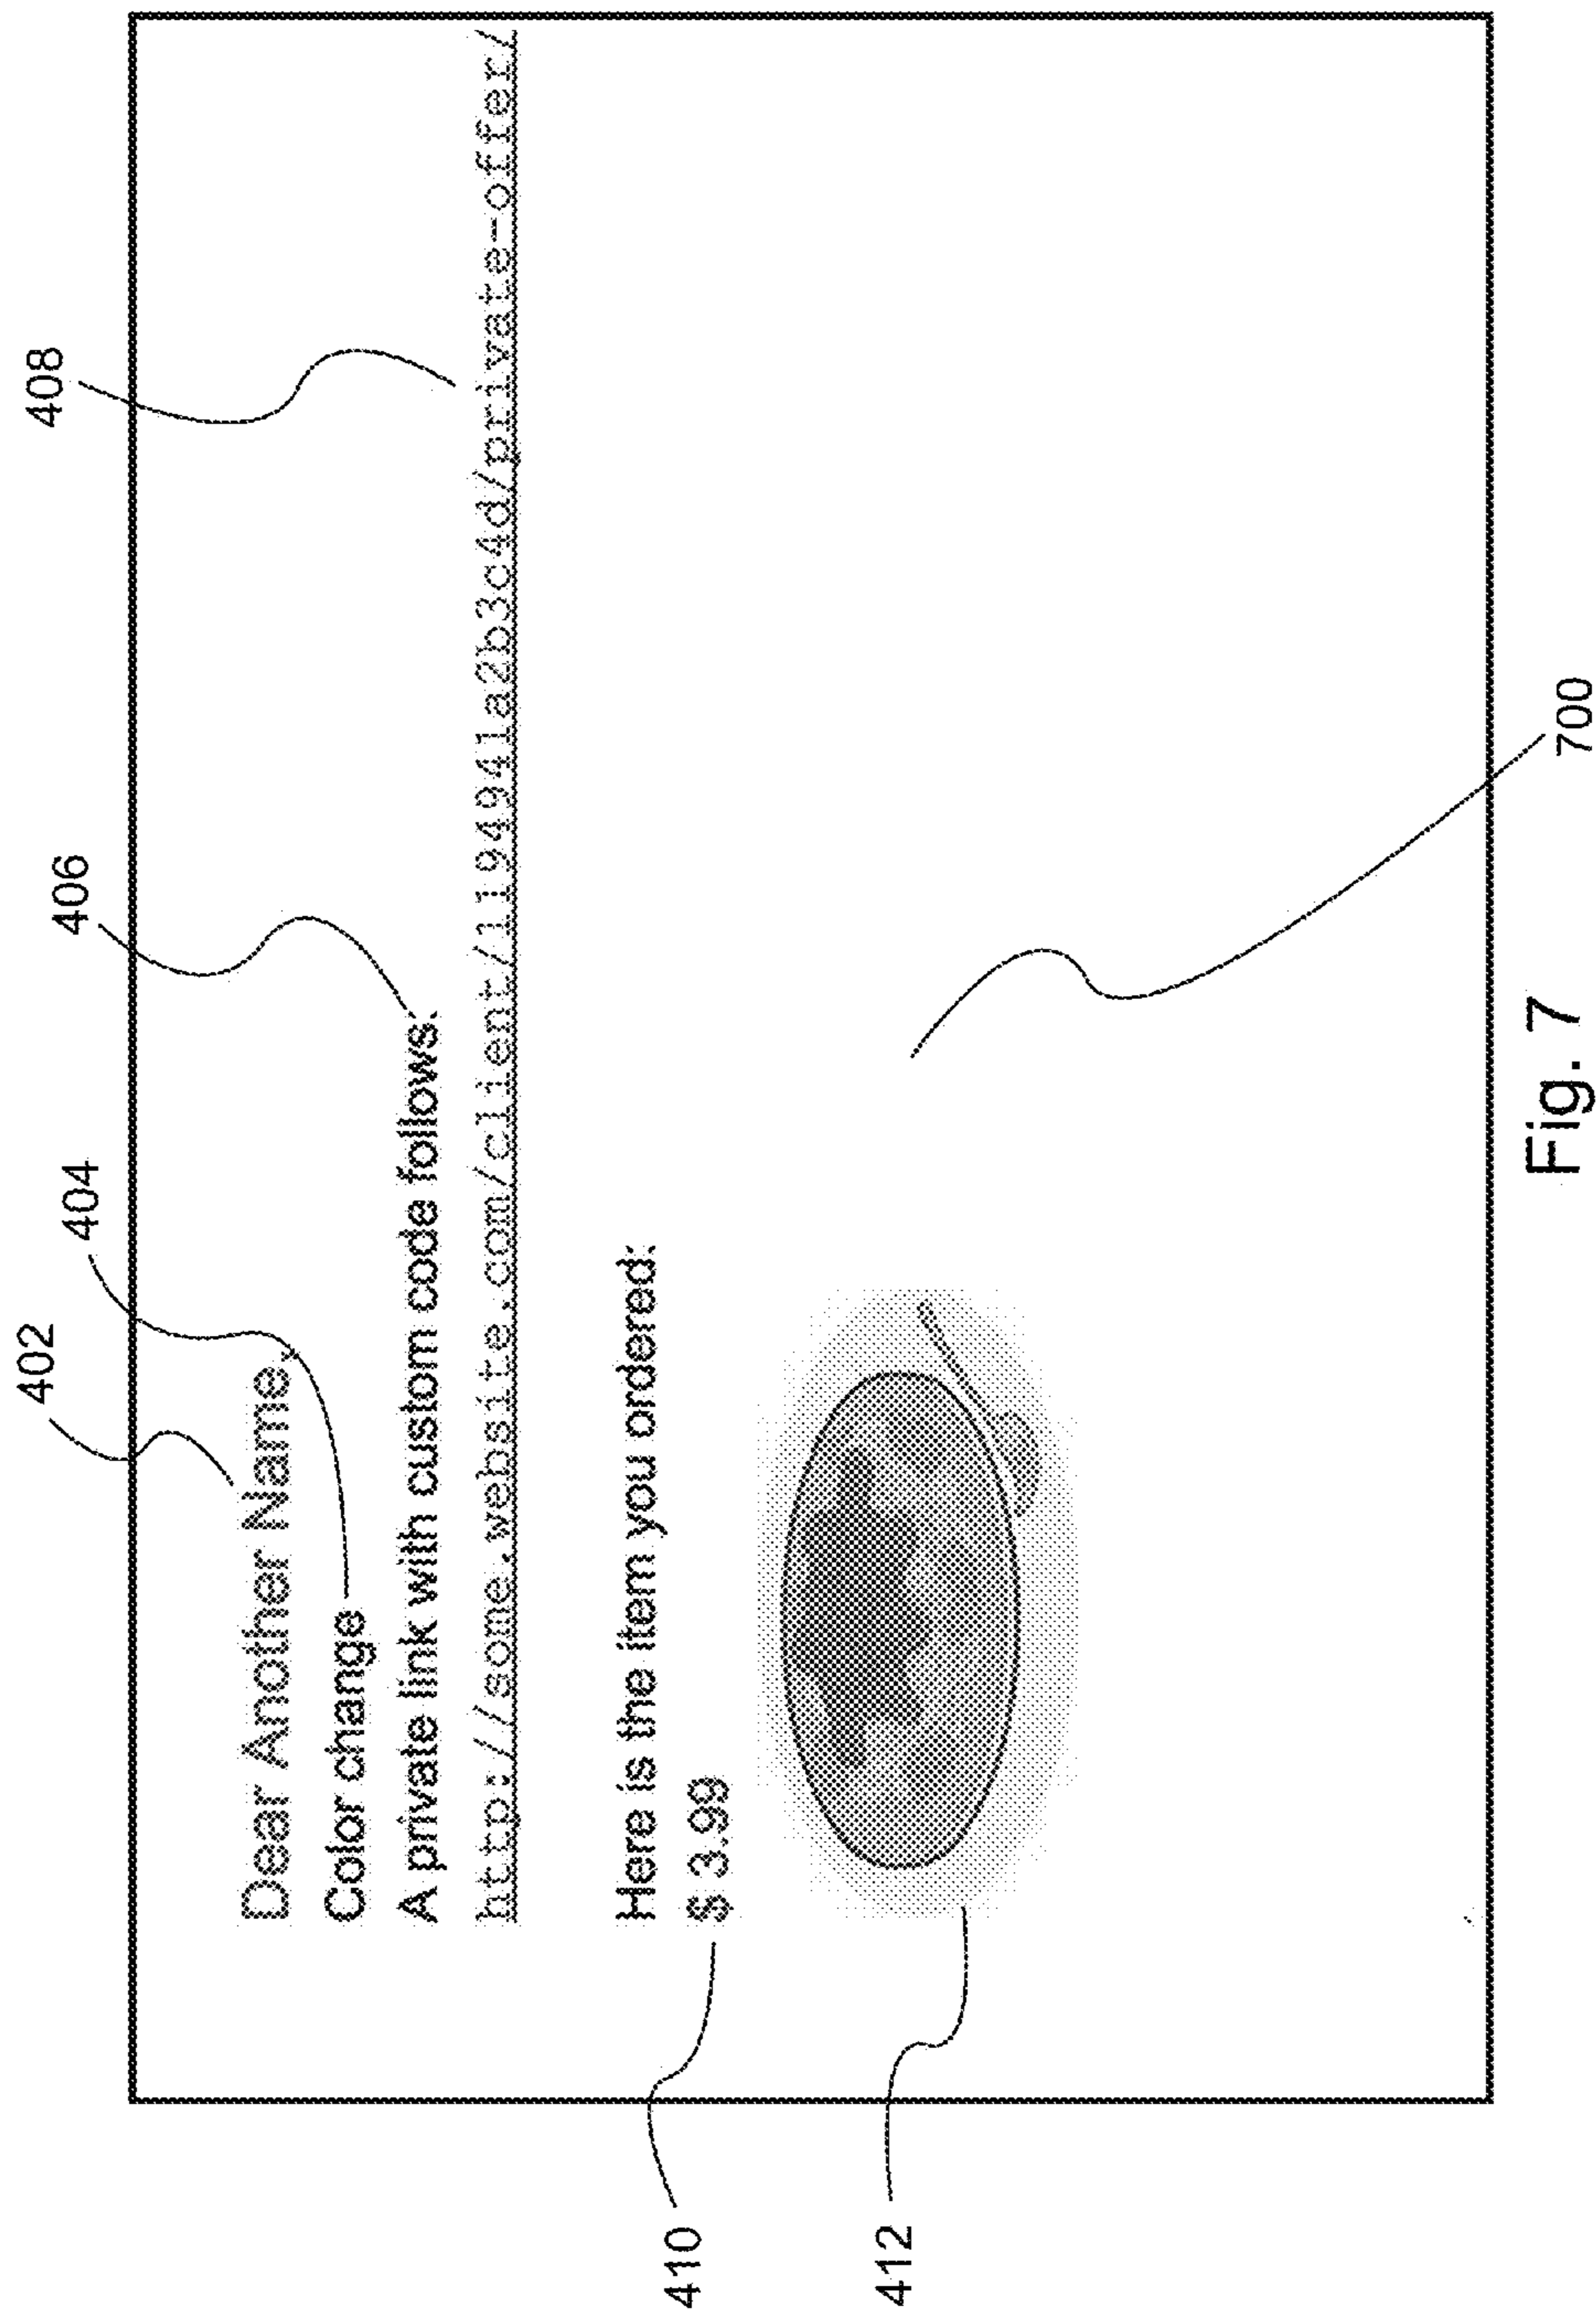 402
404
406
408
Dear Another Name,
Color change
A private link with custom code follows:
http://some.website.com/client/1194941a2b3c4d/private-offer/
Here is the item you ordered:
410
$ 3.99
412
700
Fig. 7